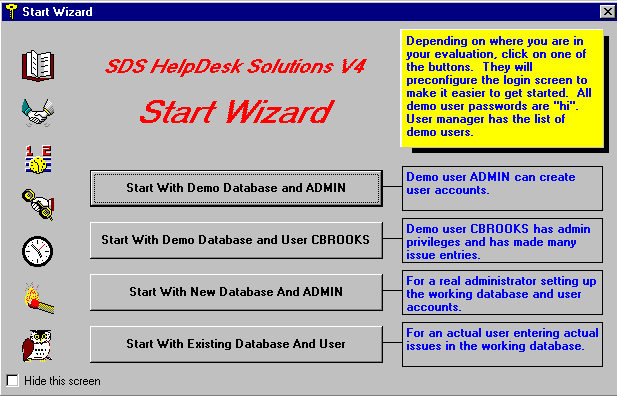 Start Wizard
SDS HelpDesk Solutions V4
Start Wizard
Depending on where you are in
your evaluation, click on one of
the buttons. They will
preconfigure the login screen to
make it easier to get started. All
demo user passwords are "hi".
User manager has the list of
demo users.
Start With Demo Database and ADMIN
Demo user ADMIN can create
user accounts.
Start With Demo Database and User CBROOKS
Demo user CBROOKS has admin
privileges and has made many
issue entries.
Start With New Database And ADMIN
For a real administrator setting up
the working database and user
accounts.
Start With Existing Database And User
For an actual user entering actual
issues in the working database.
Hide this screen